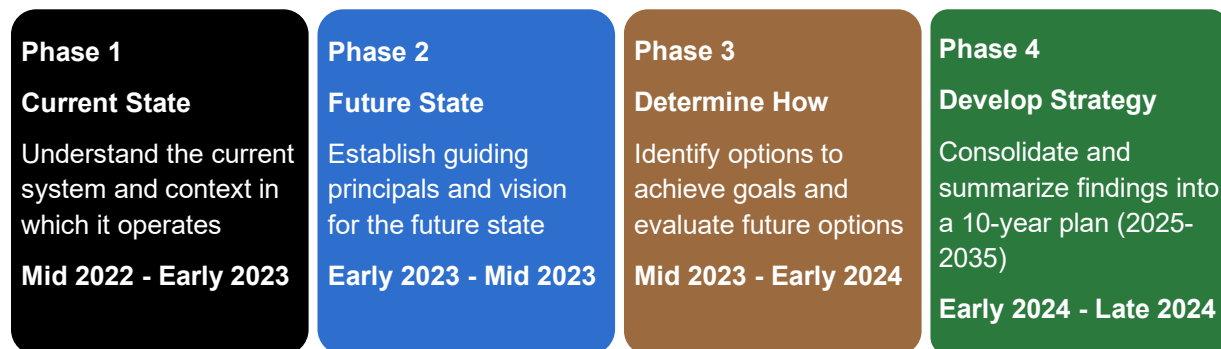 Phase 1
Current State
Understand the current
system and context in
which it operates
Mid 2022 - Early 2023
Phase 2
Future State
Establish guiding
principals and vision
for the future state
Early 2023 - Mid 2023
Phase 3
Determine How
Identify options to
achieve goals and
evaluate future options
Mid 2023 - Early 2024
Phase 4
Develop Strategy
Consolidate and
summarize findings into
a 10-year plan (2025-
2035)
Early 2024 - Late 2024